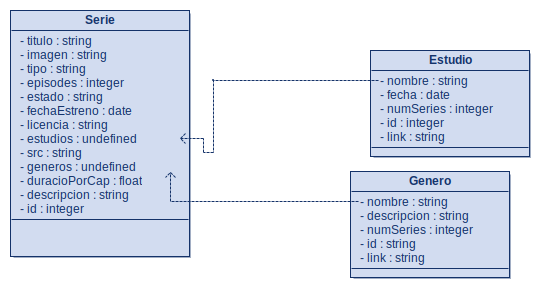 Serie
- titulo : string
- imagen : string
- tipo : string
- episodes : integer
- estado : string
- fechaEstreno : date
- licencia : string
- estudios : undefined
- src : string
- generos : undefined
- duracioPorCap : float
- descripcion : string
- id : integer
Estudio
- nombre : string
- fecha : date
- numSeries : integer
- id : integer
- link : string
Genero
- nombre : string
- descripcion : string
- numSeries : integer
- id : string
- link : string